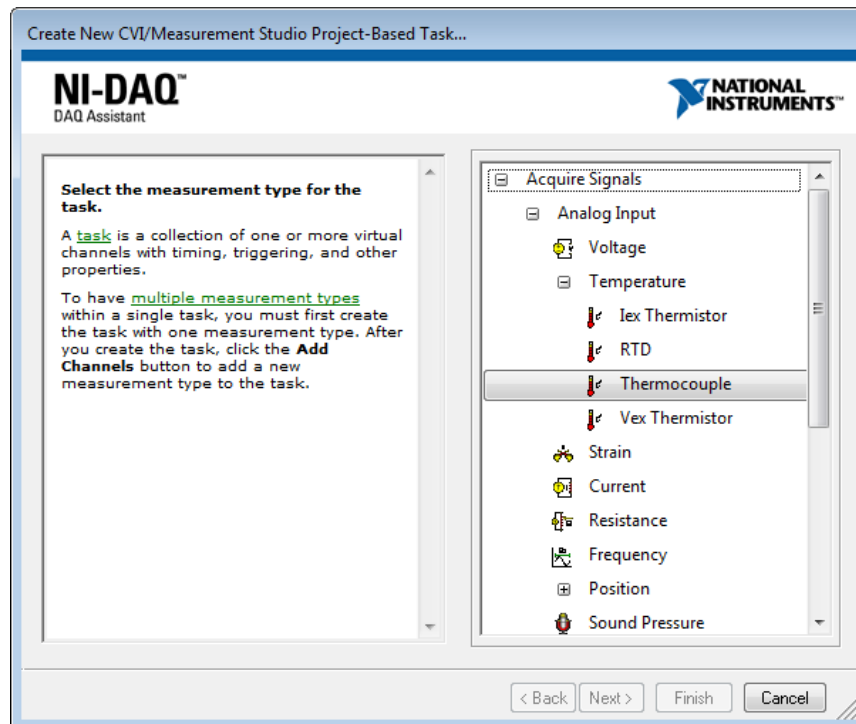 Create New CVI/Measurement Studio Project-Based Task...
NI-DAQ™
DAQ Assistant
NATIONAL
INSTRUMENTS™
Select the measurement type for the
task.
A task is a collection of one or more virtual
channels with timing, triggering, and other
properties.
To have multiple measurement types
within a single task, you must first create
the task with one measurement type. After
you create the task, click the Add
Channels button to add a new
measurement type to the task.
Acquire Signals
Analog Input
Voltage
Temperature
Iex Thermistor
RTD
Thermocouple
Vex Thermistor
Strain
Current
Resistance
Frequency
Position
Sound Pressure
< Back Next > Finish Cancel